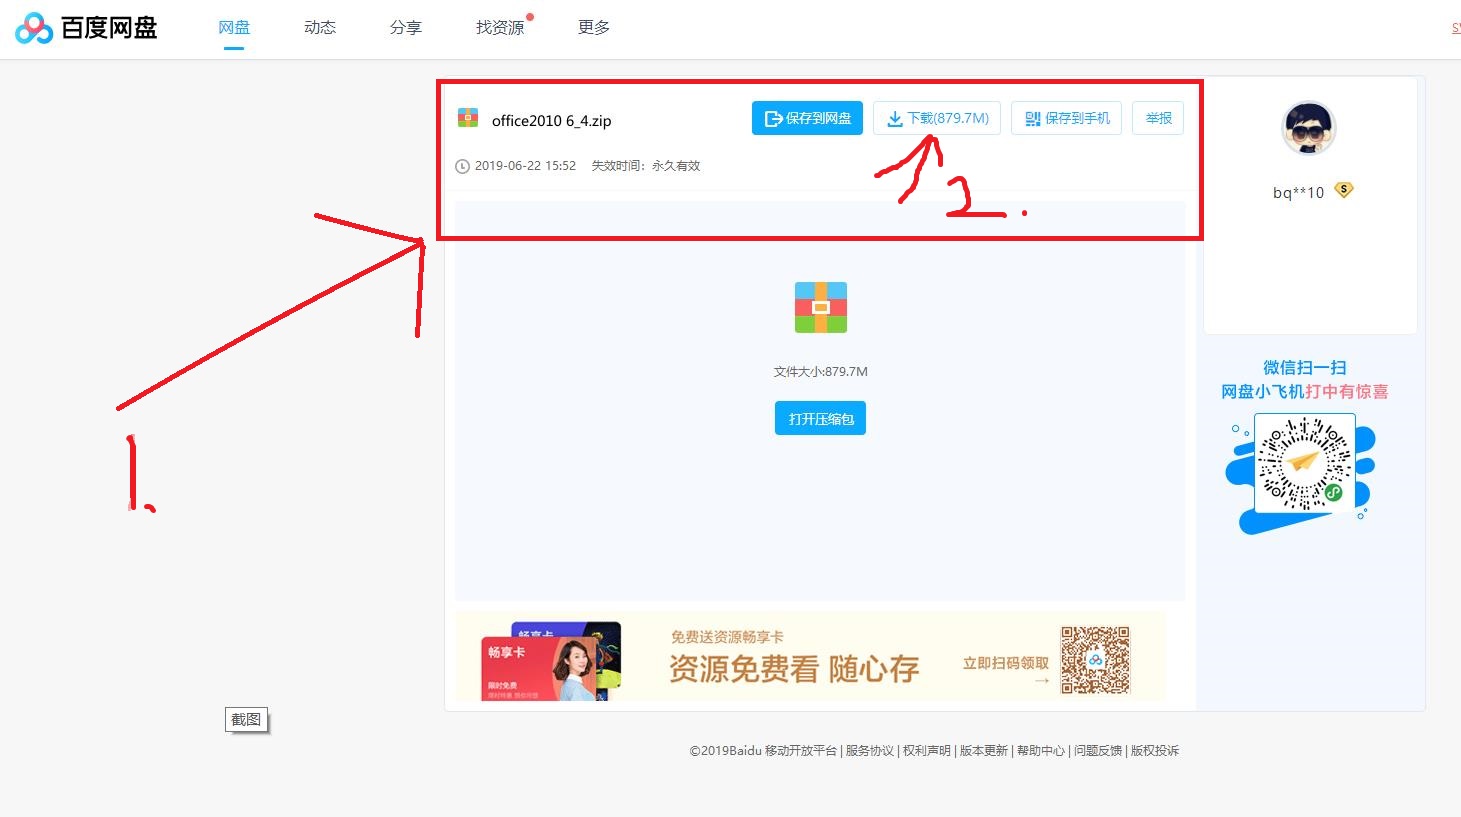 百度网盘
网盘
动态
分享
找资源
更多
office2010 6_4.zip
保存到网盘
下载(879.7M)
保存到手机
举报
2019-06-22 15:52 失效时间：永久有效
1.
2.
bq**10
S
文件大小:879.7M
打开压缩包
微信扫一扫
网盘小飞机打中有惊喜
畅享卡
畅享卡
限时免费
免费送资源畅享卡
资源免费看 随心存
立即扫码领取
→
截图
©2019Baidu 移动开放平台 | 服务协议 | 权利声明 | 版本更新 | 帮助中心 | 问题反馈 | 版权投诉